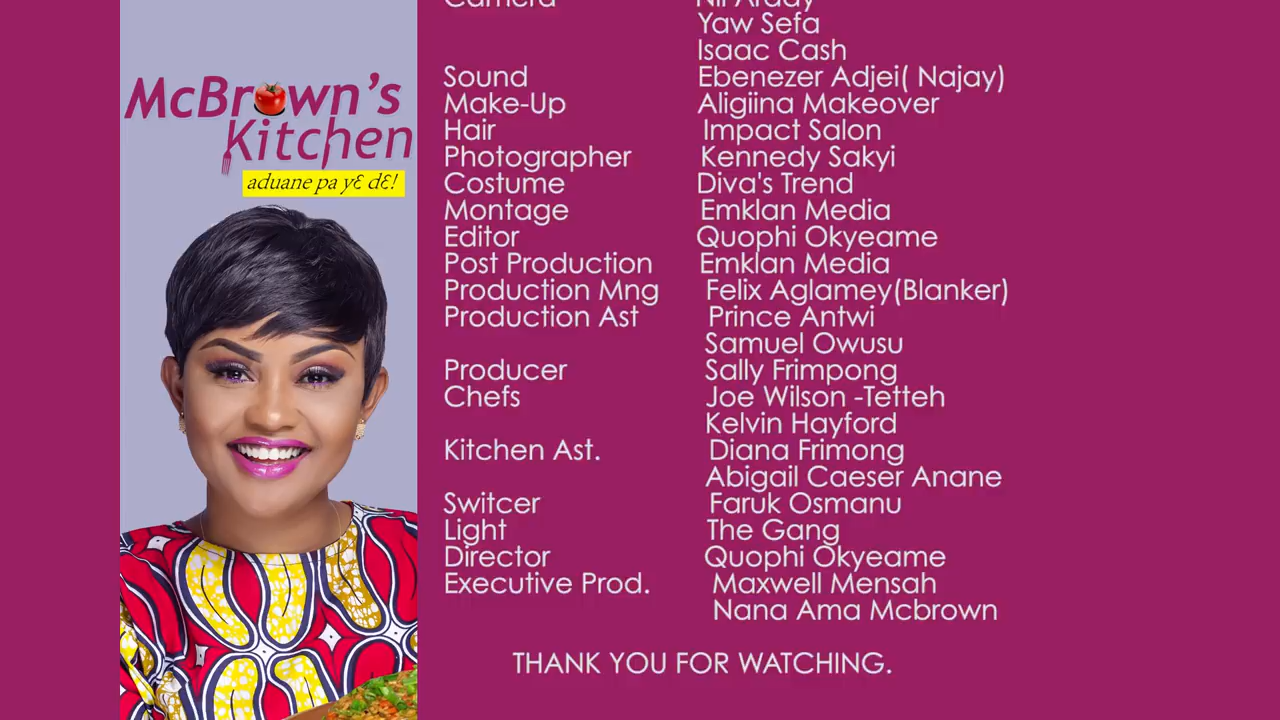 McBrown's
Kitchen
aduane pa yɛ dɛ!
Camera Nii Arday
Yaw Sefa
Isaac Cash
Sound Ebenezer Adjei( Najay)
Make-Up Aligiina Makeover
Hair Impact Salon
Photographer Kennedy Sakyi
Costume Diva's Trend
Montage Emklan Media
Editor Quophi Okyeame
Post Production Emklan Media
Production Mng Felix Aglamey(Blanker)
Production Ast Prince Antwi
Samuel Owusu
Producer Sally Frimpong
Chefs Joe Wilson -Tetteh
Kelvin Hayford
Kitchen Ast. Diana Frimong
Abigail Caeser Anane
Switcer Faruk Osmanu
Light The Gang
Director Quophi Okyeame
Executive Prod. Maxwell Mensah
Nana Ama Mcbrown
THANK YOU FOR WATCHING.